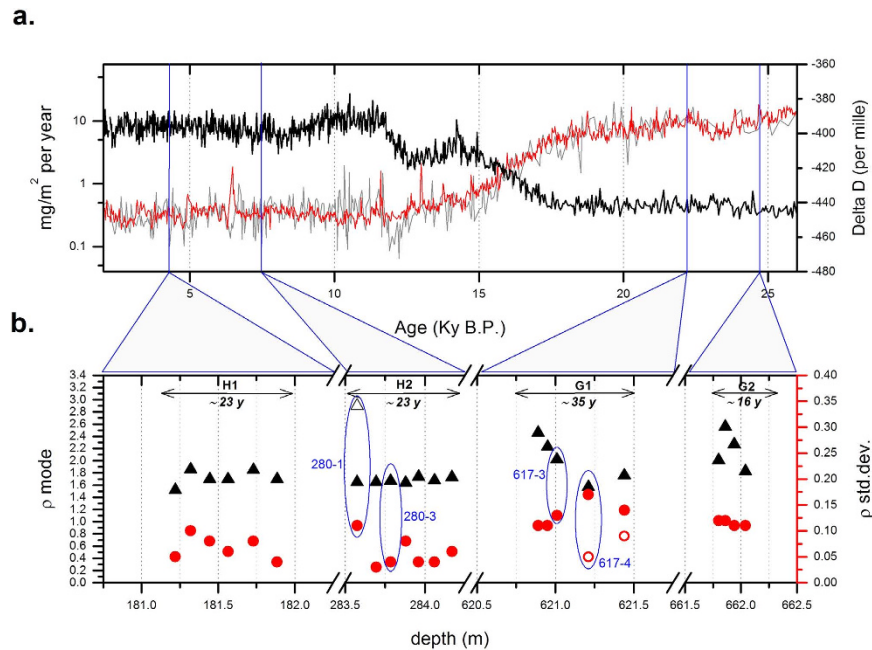 a.
mg/m² per year
10
1
0.1
-360
-380
-400
-420
-440
-460
-480
Delta D (per mille)
5 10 15 20 25
Age (Ky B.P.)
b.
ρ mode
3.4
3.2
3.0
2.8
2.6
2.4
2.2
2.0
1.8
1.6
1.4
1.2
1.0
0.8
0.6
0.4
0.2
0.0
H1
~23 y
H2
~23 y
G1
~35 y
G2
~16 y
280-1
280-3
617-3
617-4
0.40
0.35
0.30
0.25
0.20
0.15
0.10
0.05
0.00
ρ std.dev.
181.0 181.5 182.0 283.5 284.0 620.5 621.0 621.5 661.5 662.0 662.5
depth (m)